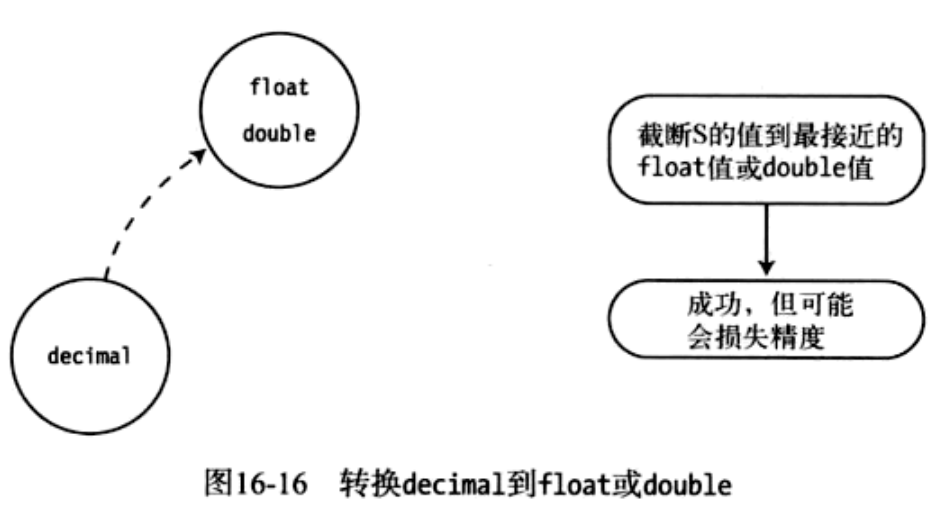 float
double
decimal
截断S的值到最接近的
float值或double值
成功，但可能
会损失精度
图16-16 转换decimal到float或double